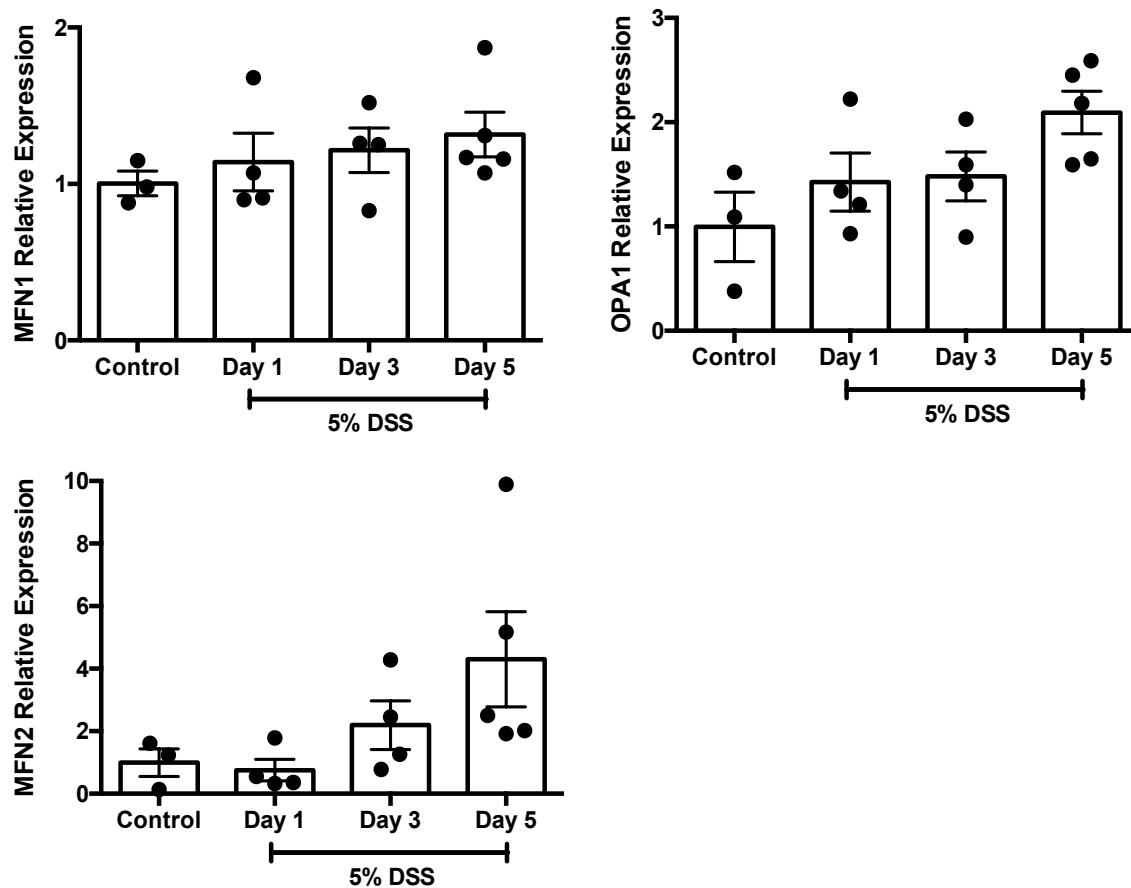 MFN1 Relative Expression
2
1
0
Control Day 1 Day 3 Day 5
5% DSS
OPA1 Relative Expression
3
2
1
0
Control Day 1 Day 3 Day 5
5% DSS
MFN2 Relative Expression
10
8
6
4
2
0
Control Day 1 Day 3 Day 5
5% DSS